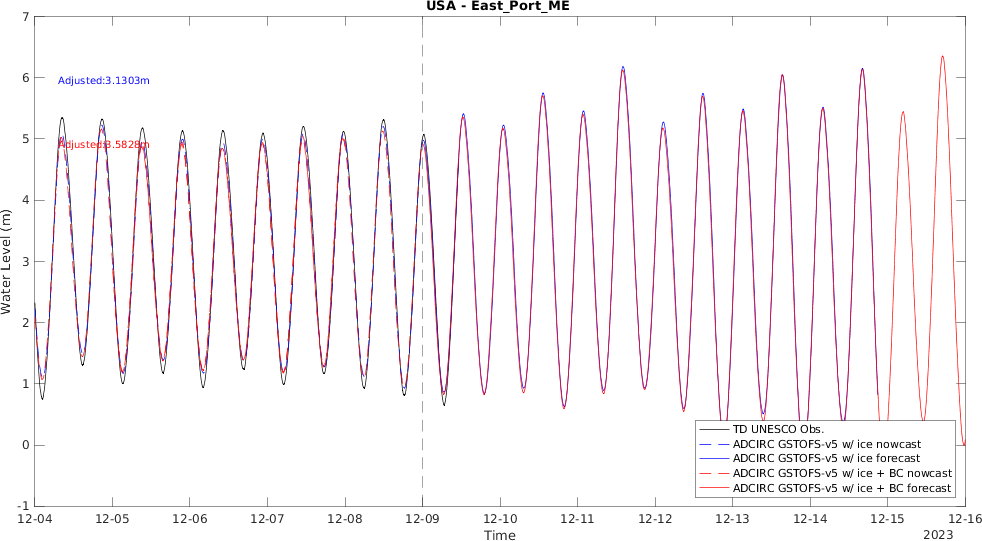 USA - East_Port_ME
7
6
5
4
3
2
1
0
-1
Water Level (m)
Adjusted:3.1303m
Adjusted:3.5828m
TD UNESCO Obs.
ADCIRC GSTOFS-v5 w/ ice nowcast
ADCIRC GSTOFS-v5 w/ ice forecast
ADCIRC GSTOFS-v5 w/ ice + BC nowcast
ADCIRC GSTOFS-v5 w/ ice + BC forecast
12-04 12-05 12-06 12-07 12-08 12-09 12-10 12-11 12-12 12-13 12-14 12-15 12-16
Time
2023